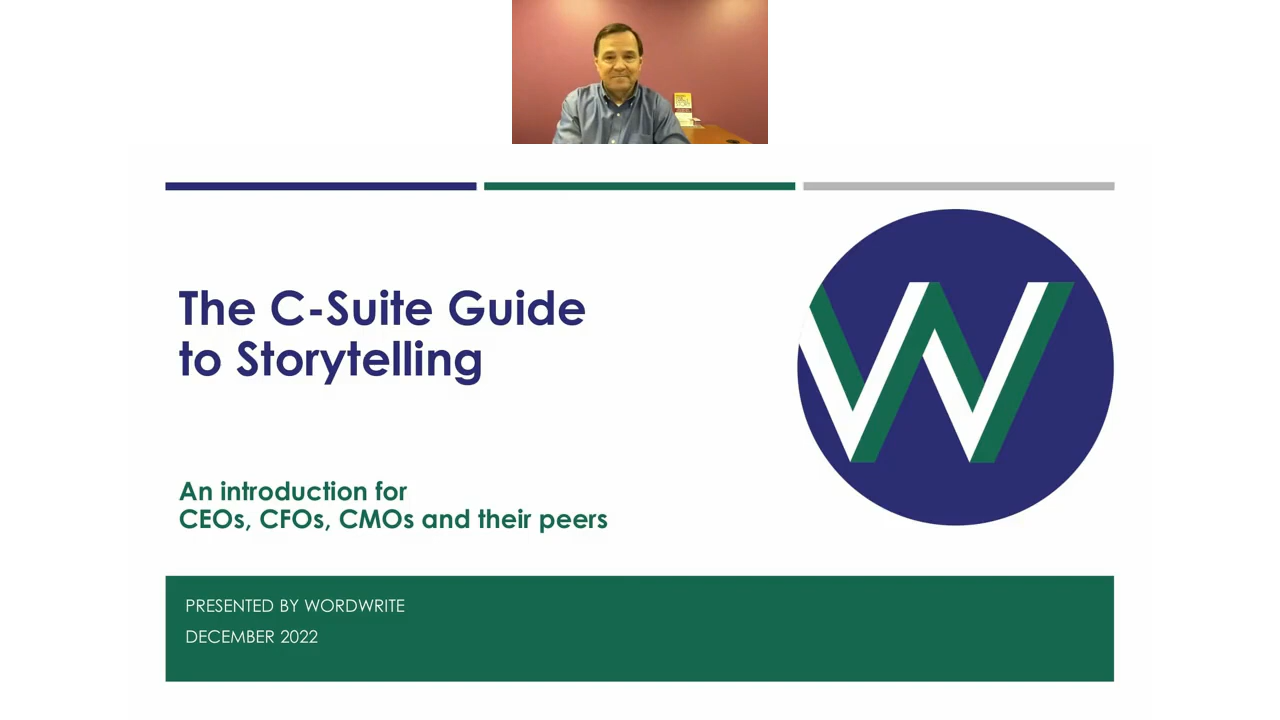 The C-Suite Guide
to Storytelling
An introduction for
CEOs, CFOs, CMOs and their peers
PRESENTED BY WORDWRITE
DECEMBER 2022